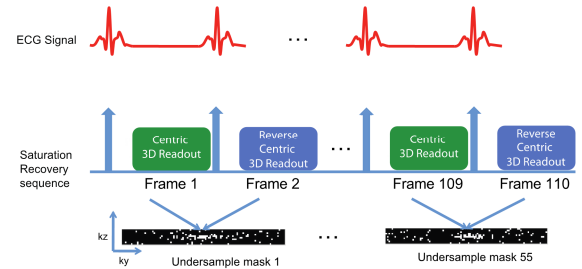 ECG Signal
...
Saturation
Recovery
sequence
Centric
3D Readout
Reverse
Centric
3D Readout
...
Centric
3D Readout
Reverse
Centric
3D Readout
Frame 1
Frame 2
Frame 109
Frame 110
kz
ky
Undersample mask 1
...
Undersample mask 55